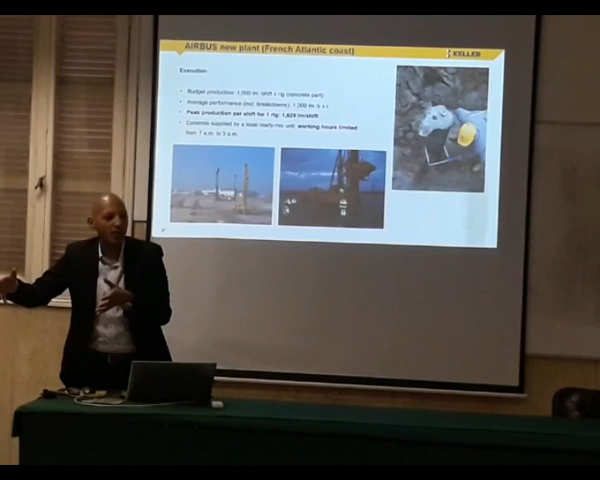 AIRBUS new plant (French Atlantic coast)
KELLER
Execution
Budget production: 1,000 lm /shift x rig (concrete part)
Average performance (incl. breakdowns): 1,000 lm /s x r
Peak production per shift for 1 rig: 1,829 lm/shift
Concrete supplied by a local ready-mix unit, working hours limited
from 7 a.m. to 5 p.m.